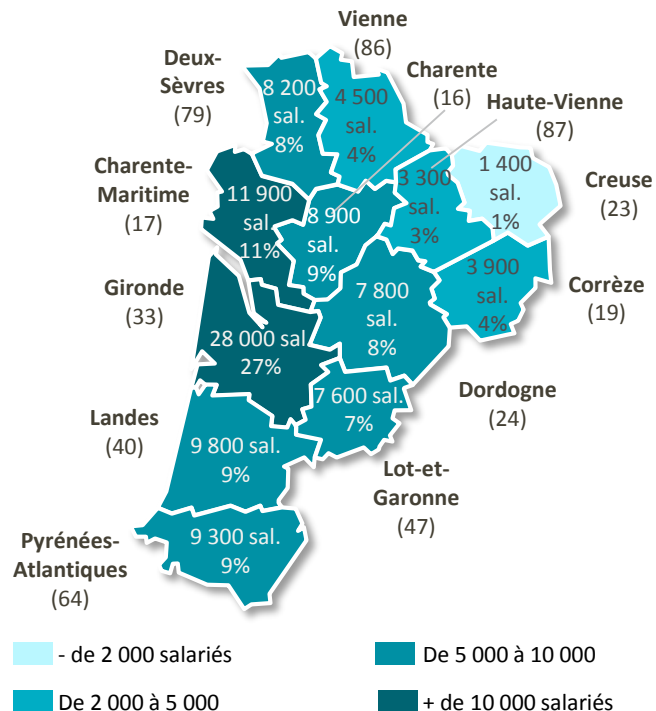 Vienne
(86)
Deux-
Sèvres
(79)
Charente
(16)
Haute-Vienne
(87)
8 200
sal.
8%
4 500
sal.
4%
Charente-
Maritime
(17)
11 900
sal.
11%
8 900
sal.
9%
3 300
sal.
3%
1 400
sal.
1%
Creuse
(23)
Gironde
(33)
28 000 sal.
27%
7 800
sal.
8%
3 900
sal.
4%
Corrèze
(19)
Dordogne
(24)
7 600 sal.
7%
Landes
(40)
9 800 sal.
9%
Lot-et-
Garonne
(47)
Pyrénées-
Atlantiques
(64)
9 300 sal.
9%
- de 2 000 salariés
De 5 000 à 10 000
De 2 000 à 5 000
+ de 10 000 salariés